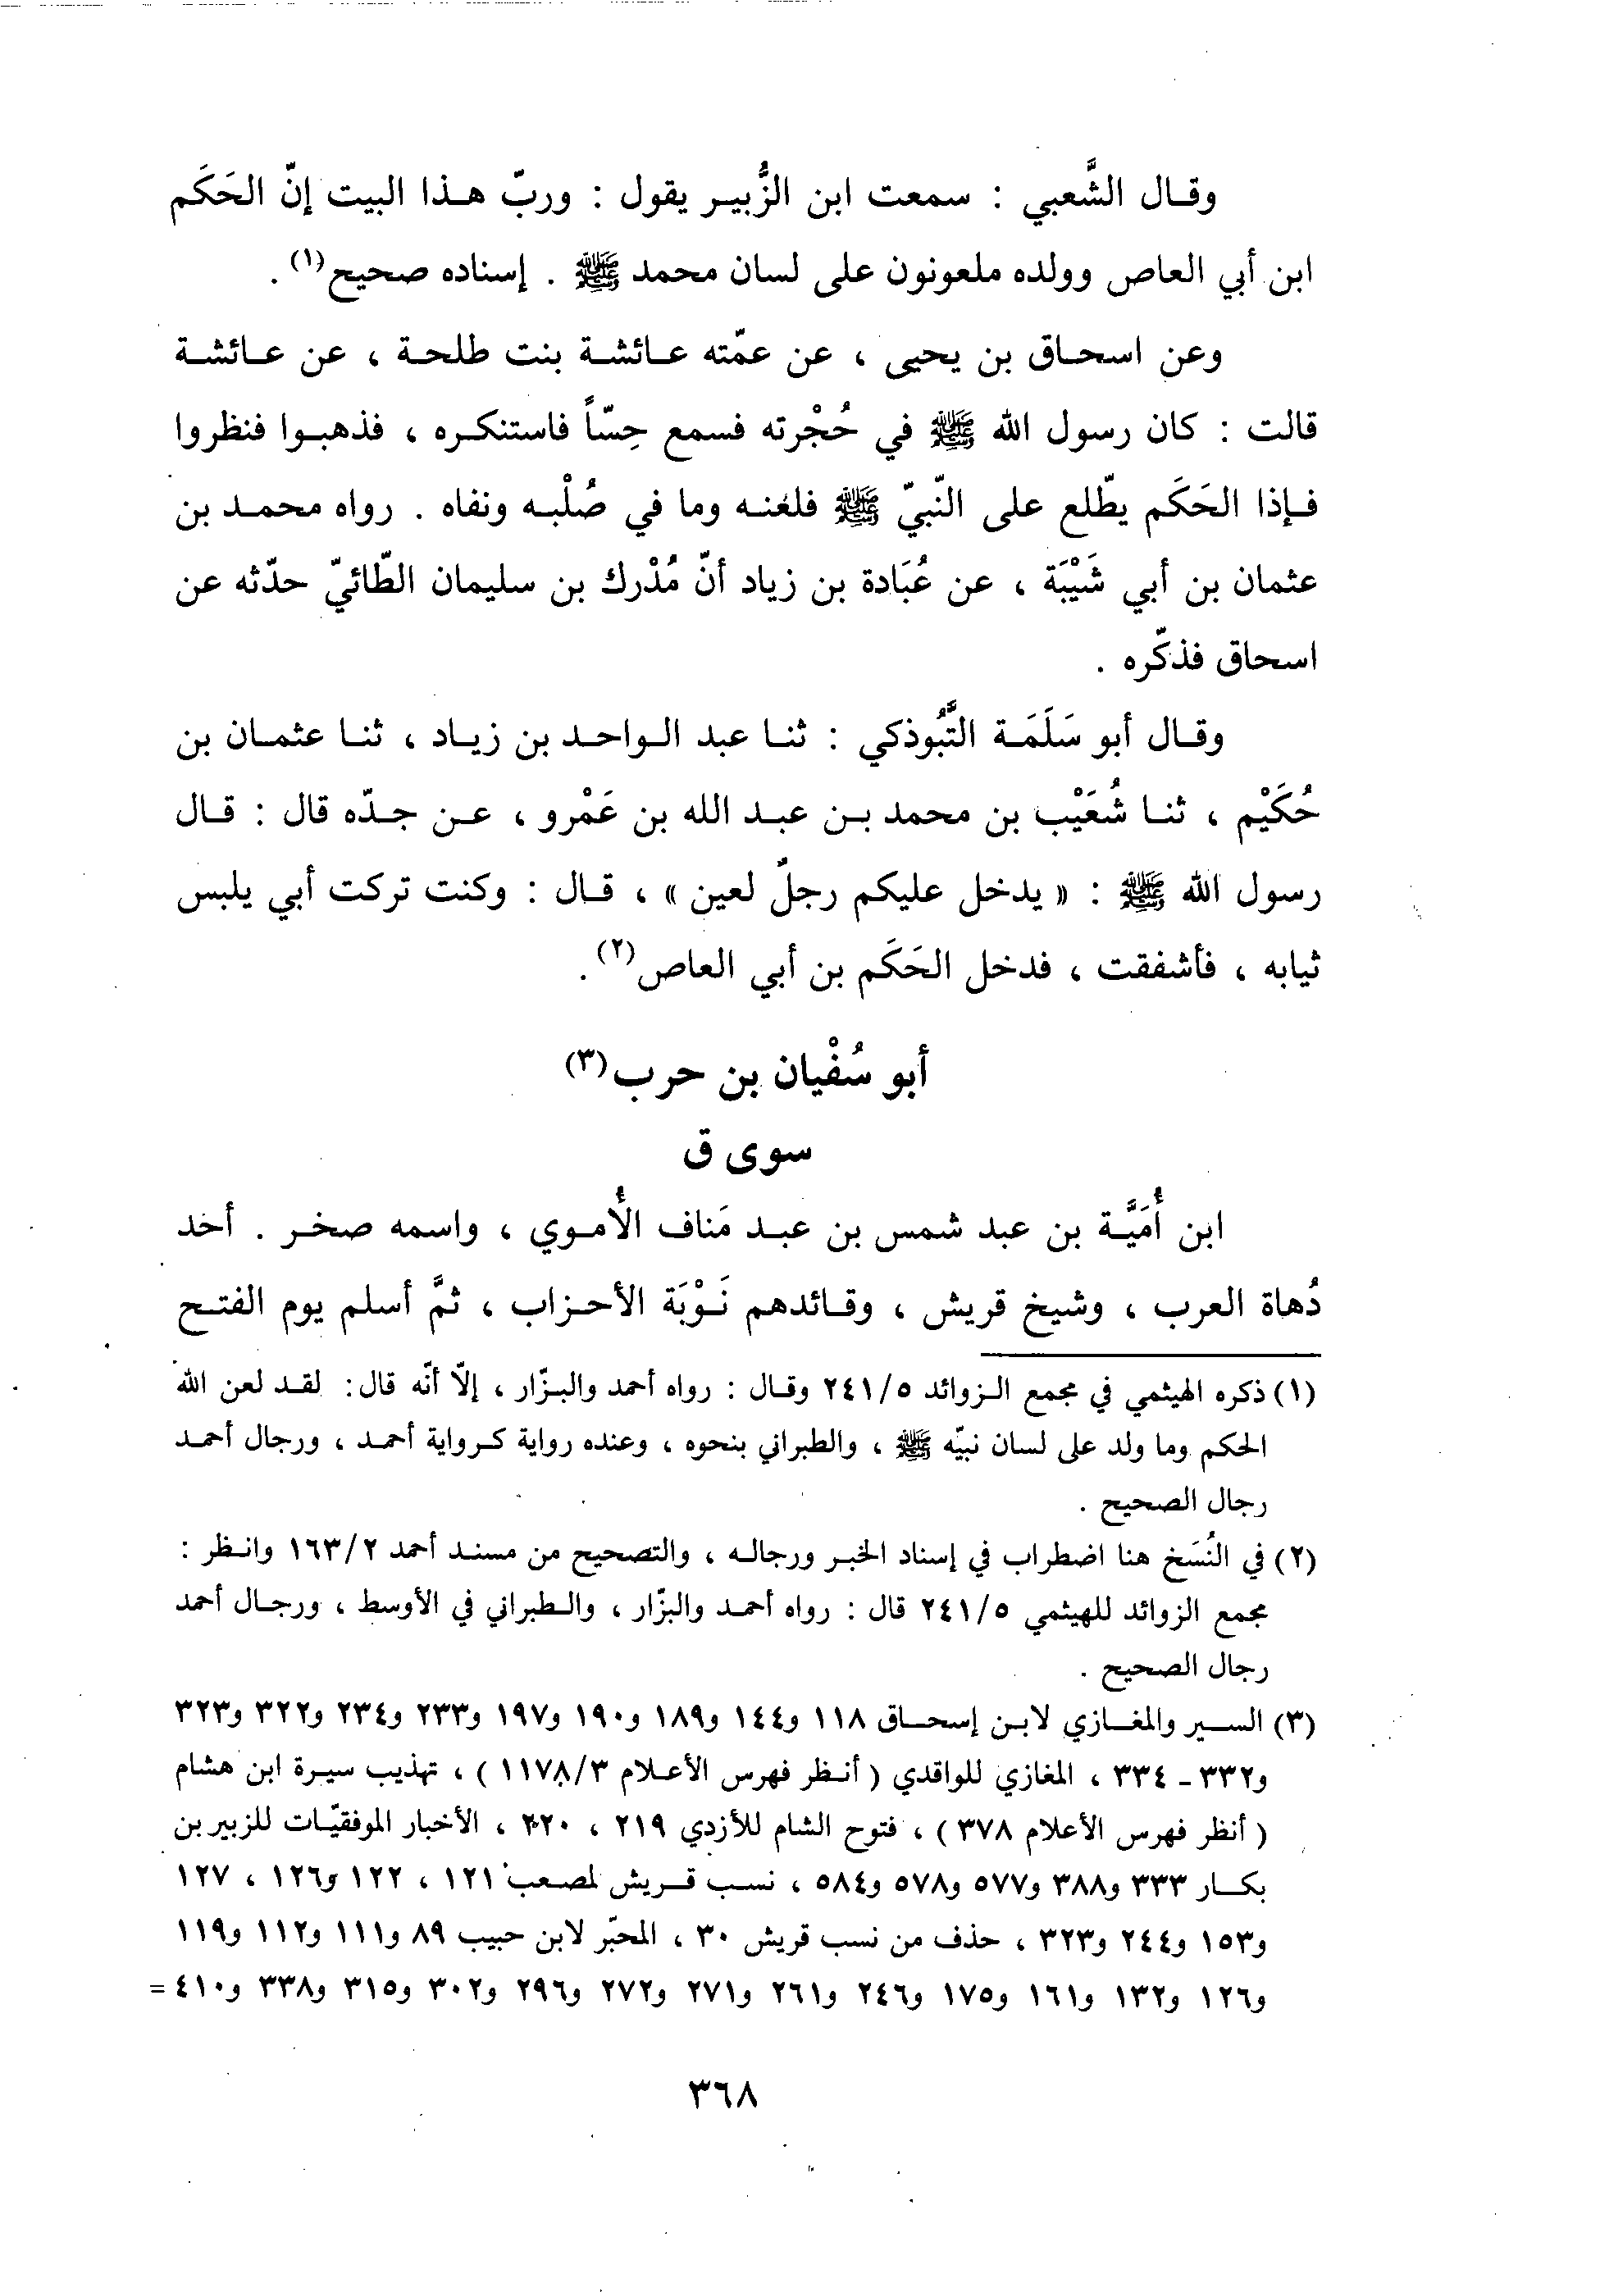 وقال الشَّعبي : سمعت ابن الزُّبير يقول : وربّ هذا البيت إنّ الحَكَم
ابن أبي العاص وولده ملعونون على لسان محمد ﷺ . إسناده صحيح(١) .
وعن اسحاق بن يحيى ، عن عمّته عائشة بنت طلحة ، عن عائشة
قالت : كان رسول الله ﷺ في حُجْرته فسمع حِسّاً فاستنكره ، فذهبوا فنظروا
فإذا الحَكَم يطّلع على النّبيّ ﷺ فلعنه وما في صُلْبه ونفاه . رواه محمد بن
عثمان بن أبي شَيْبَة ، عن عُبَادة بن زياد أنّ مُدْرك بن سليمان الطّائيّ حدّثه عن
اسحاق فذكّره .
وقال أبو سَلَمَة التَّبُوذكي : ثنا عبد الواحد بن زياد ، ثنا عثمان بن
حُكَيْم ، ثنا شُعَيْب بن محمد بن عبد الله بن عَمْرو ، عن جدّه قال : قال
رسول الله ﷺ : « يدخل عليكم رجلٌ لعين » ، قال : وكنت تركت أبي يلبس
ثيابه ، فأشفقت ، فدخل الحَكَم بن أبي العاص(٢) .
أبو سُفْيان بن حرب(٣)
سوى ق
ابن أُمَيَّة بن عبد شمس بن عبد مَناف الأُموي ، واسمه صخر . أحد
دُهاة العرب ، وشيخ قريش ، وقائدهم نَوْبَة الأحزاب ، ثمَّ أسلم يوم الفتح
(١) ذكره الهيثمي في مجمع الزوائد ٢٤١/٥ وقال : رواه أحمد والبزّار ، إلّا أنّه قال: لقد لعن الله
الحكم وما ولد على لسان نبيّه ﷺ ، والطبراني بنحوه ، وعنده رواية كرواية أحمد ، ورجال أحمد
رجال الصحيح .
(٢) في النُسَخ هنا اضطراب في إسناد الخبر ورجاله ، والتصحيح من مسند أحمد ١٦٣/٢ وانظر :
مجمع الزوائد للهيثمي ٢٤١/٥ قال : رواه أحمد والبزّار ، والطبراني في الأوسط ، ورجال أحمد
رجال الصحيح .
(٣) السير والمغازي لابن إسحاق ١١٨ و١٤٤ و١٨٩ و١٩٠ و١٩٧ و٢٣٣ و٢٣٤ و٣٢٢ و٣٢٣
و٣٣٢ - ٣٣٤ ، المغازي للواقدي ( أنظر فهرس الأعلام ١١٧٨/٣ ) ، تهذيب سيرة ابن هشام
( أنظر فهرس الأعلام ٣٧٨ ) ، فتوح الشام للأزدي ٢١٩ ، ٢٢٠ ، الأخبار الموفقيّات للزبير بن
بكار ٣٣٣ و٣٨٨ و٥٧٧ و٥٧٨ و٥٨٤ ، نسب قريش لمصعب ١٢١ ، ١٢٢ و١٢٦ ، ١٢٧
و١٥٣ و٢٤٤ و٣٢٣ ، حذف من نسب قريش ٣٠ ، المحبّر لابن حبيب ٨٩ و١١١ و١١٢ و١١٩
و١٢٦ و١٣٢ و١٦١ و١٧٥ و٢٤٦ و٢٦١ و٢٧١ و٢٧٢ و٢٩٦ و٣٠٢ و٣١٥ و٣٣٨ و٤١٠ =
٣٦٨